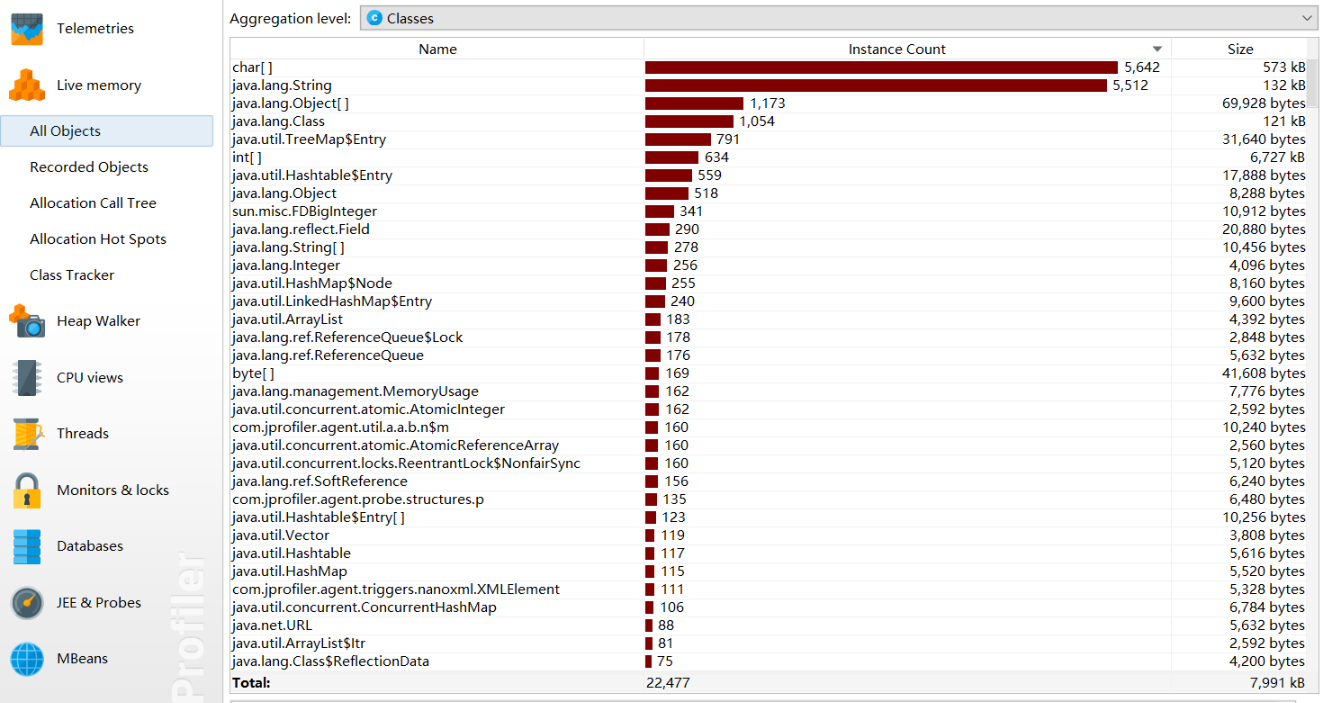 Telemetries
Live memory
All Objects
Recorded Objects
Allocation Call Tree
Allocation Hot Spots
Class Tracker
Heap Walker
CPU views
Threads
Monitors & locks
Databases
JEE & Probes
MBeans
Profiler
Aggregation level: C Classes
Name Instance Count Size
char[] 5,642 573 kB
java.lang.String 5,512 132 kB
java.lang.Object[] 1,173 69,928 bytes
java.lang.Class 1,054 121 kB
java.util.TreeMap$Entry 791 31,640 bytes
int[] 634 6,727 kB
java.util.Hashtable$Entry 559 17,888 bytes
java.lang.Object 518 8,288 bytes
sun.misc.FDBigInteger 341 10,912 bytes
java.lang.reflect.Field 290 20,880 bytes
java.lang.String[] 278 10,456 bytes
java.lang.Integer 256 4,096 bytes
java.util.HashMap$Node 255 8,160 bytes
java.util.LinkedHashMap$Entry 240 9,600 bytes
java.util.ArrayList 183 4,392 bytes
java.lang.ref.ReferenceQueue$Lock 178 2,848 bytes
java.lang.ref.ReferenceQueue 176 5,632 bytes
byte[] 169 41,608 bytes
java.lang.management.MemoryUsage 162 7,776 bytes
java.util.concurrent.atomic.AtomicInteger 162 2,592 bytes
com.jprofiler.agent.util.a.a.b.n$m 160 10,240 bytes
java.util.concurrent.atomic.AtomicReferenceArray 160 2,560 bytes
java.util.concurrent.locks.ReentrantLock$NonfairSync 160 5,120 bytes
java.lang.ref.SoftReference 156 6,240 bytes
com.jprofiler.agent.probe.structures.p 135 6,480 bytes
java.util.Hashtable$Entry[] 123 10,256 bytes
java.util.Vector 119 3,808 bytes
java.util.Hashtable 117 5,616 bytes
java.util.HashMap 115 5,520 bytes
com.jprofiler.agent.triggers.nanoxml.XMLElement 111 5,328 bytes
java.util.concurrent.ConcurrentHashMap 106 6,784 bytes
java.net.URL 88 5,632 bytes
java.util.ArrayList$Itr 81 2,592 bytes
java.lang.Class$ReflectionData 75 4,200 bytes
Total: 22,477 7,991 kB